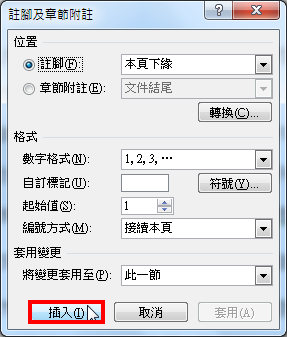 註腳及章節附註
位置
註腳(F): 本頁下緣
章節附註(E): 文件結尾
轉換(C)...
格式
數字格式(N): 1, 2, 3, …
自訂標記(U): 符號(Y)...
起始值(S): 1
編號方式(M): 接續本頁
套用變更
將變更套用至(P): 此一節
插入(I) 取消 套用(A)